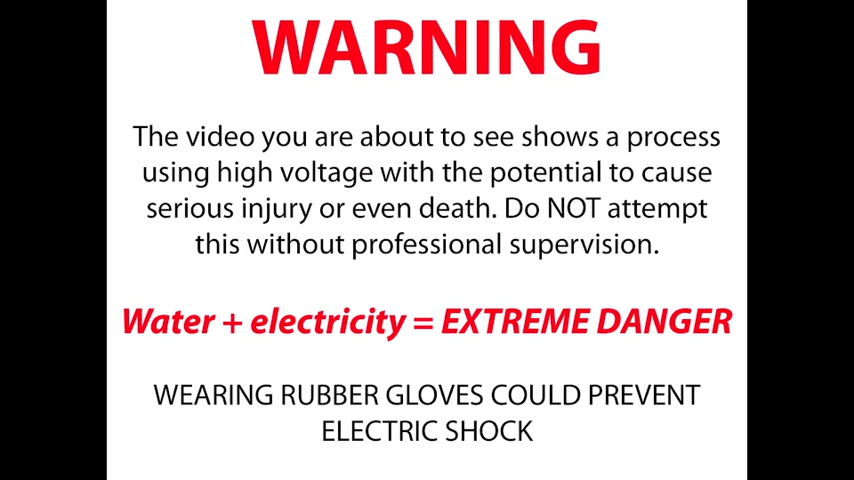 WARNING
The video you are about to see shows a process
using high voltage with the potential to cause
serious injury or even death. Do NOT attempt
this without professional supervision.
Water + electricity = EXTREME DANGER
WEARING RUBBER GLOVES COULD PREVENT
ELECTRIC SHOCK